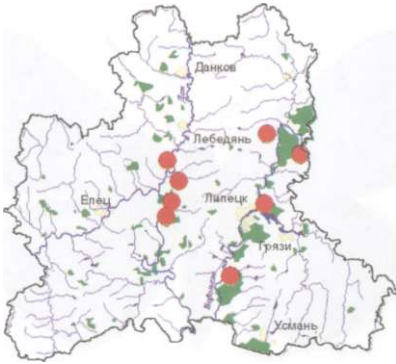 Данков
Лебедянь
Елец
Липецк
Грязи
Усмань